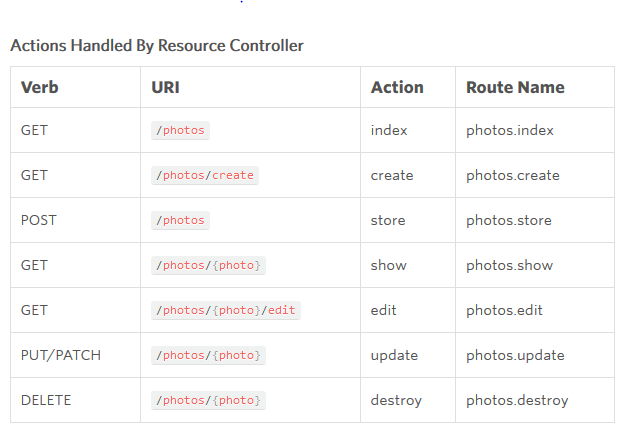 Actions Handled By Resource Controller
Verb URI Action Route Name
GET /photos index photos.index
GET /photos/create create photos.create
POST /photos store photos.store
GET /photos/{photo} show photos.show
GET /photos/{photo}/edit edit photos.edit
PUT/PATCH /photos/{photo} update photos.update
DELETE /photos/{photo} destroy photos.destroy